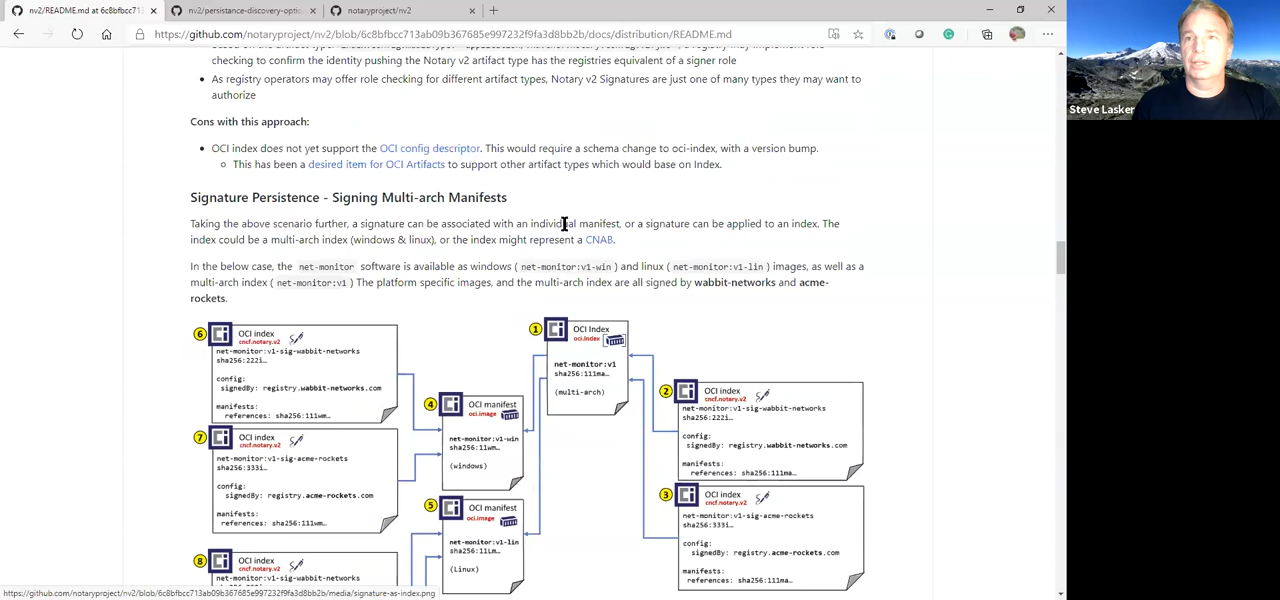 nv2/README.md at 6c8bfbcc71
nv2/persistance-discovery-optio
notaryproject/nv2
https://github.com/notaryproject/nv2/blob/6c8bfbcc713ab09b367685e997237f9fa3d8bb2b/docs/distribution/README.md
Steve Lasker
checking to confirm the identity pushing the Notary v2 artifact type has the registries equivalent of a signer role
As registry operators may offer role checking for different artifact types, Notary v2 Signatures are just one of many types they may want to
authorize
Cons with this approach:
OCI index does not yet support the OCI config descriptor. This would require a schema change to oci-index, with a version bump.
This has been a desired item for OCI Artifacts to support other artifact types which would base on Index.
Signature Persistence - Signing Multi-arch Manifests
Taking the above scenario further, a signature can be associated with an individual manifest, or a signature can be applied to an index. The
index could be a multi-arch index (windows & linux), or the index might represent a CNAB.
In the below case, the net-monitor software is available as windows ( net-monitor:v1-win ) and linux ( net-monitor:v1-lin ) images, as well as a
multi-arch index ( net-monitor:v1 ) The platform specific images, and the multi-arch index are all signed by wabbit-networks and acme-
rockets.
6
OCI index
cncf.notary.v2
net-monitor:v1-sig-wabbit-networks
sha256:222i...
config:
signedBy: registry.wabbit-networks.com
manifests:
references: sha256:111wm...
7
OCI index
cncf.notary.v2
net-monitor:v1-sig-acme-rockets
sha256:333i...
config:
signedBy: registry.acme-rockets.com
manifests:
references: sha256:111wm...
8
OCI index
cncf.notary.v2
net-monitor:v1-sig-wabbit-networks
4
OCI manifest
oci.image
net-monitor:v1-win
sha256:11wm...
(windows)
5
OCI manifest
oci.image
net-monitor:v1-lin
sha256:11Lm...
(Linux)
1
OCI Index
oci.index
net-monitor:v1
sha256:111ma...
(multi-arch)
2
OCI index
cncf.notary.v2
net-monitor:v1-sig-wabbit-networks
sha256:222i...
config:
signedBy: registry.wabbit-networks.com
manifests:
references: sha256:111ma...
3
OCI index
cncf.notary.v2
net-monitor:v1-sig-acme-rockets
sha256:333i...
config:
signedBy: registry.acme-rockets.com
manifests:
references: sha256:111ma...
https://github.com/notaryproject/nv2/blob/6c8bfbcc713ab09b367685e997237f9fa3d8bb2b/media/signature-as-index.png